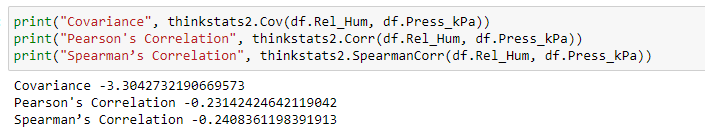 print("Covariance", thinkstats2.Cov(df.Rel_Hum, df.Press_kPa))
print("Pearson's Correlation", thinkstats2.Corr(df.Rel_Hum, df.Press_kPa))
print("Spearman’s Correlation", thinkstats2.SpearmanCorr(df.Rel_Hum, df.Press_kPa))
Covariance -3.3042732190669573
Pearson's Correlation -0.23142424642119042
Spearman’s Correlation -0.2408361198391913